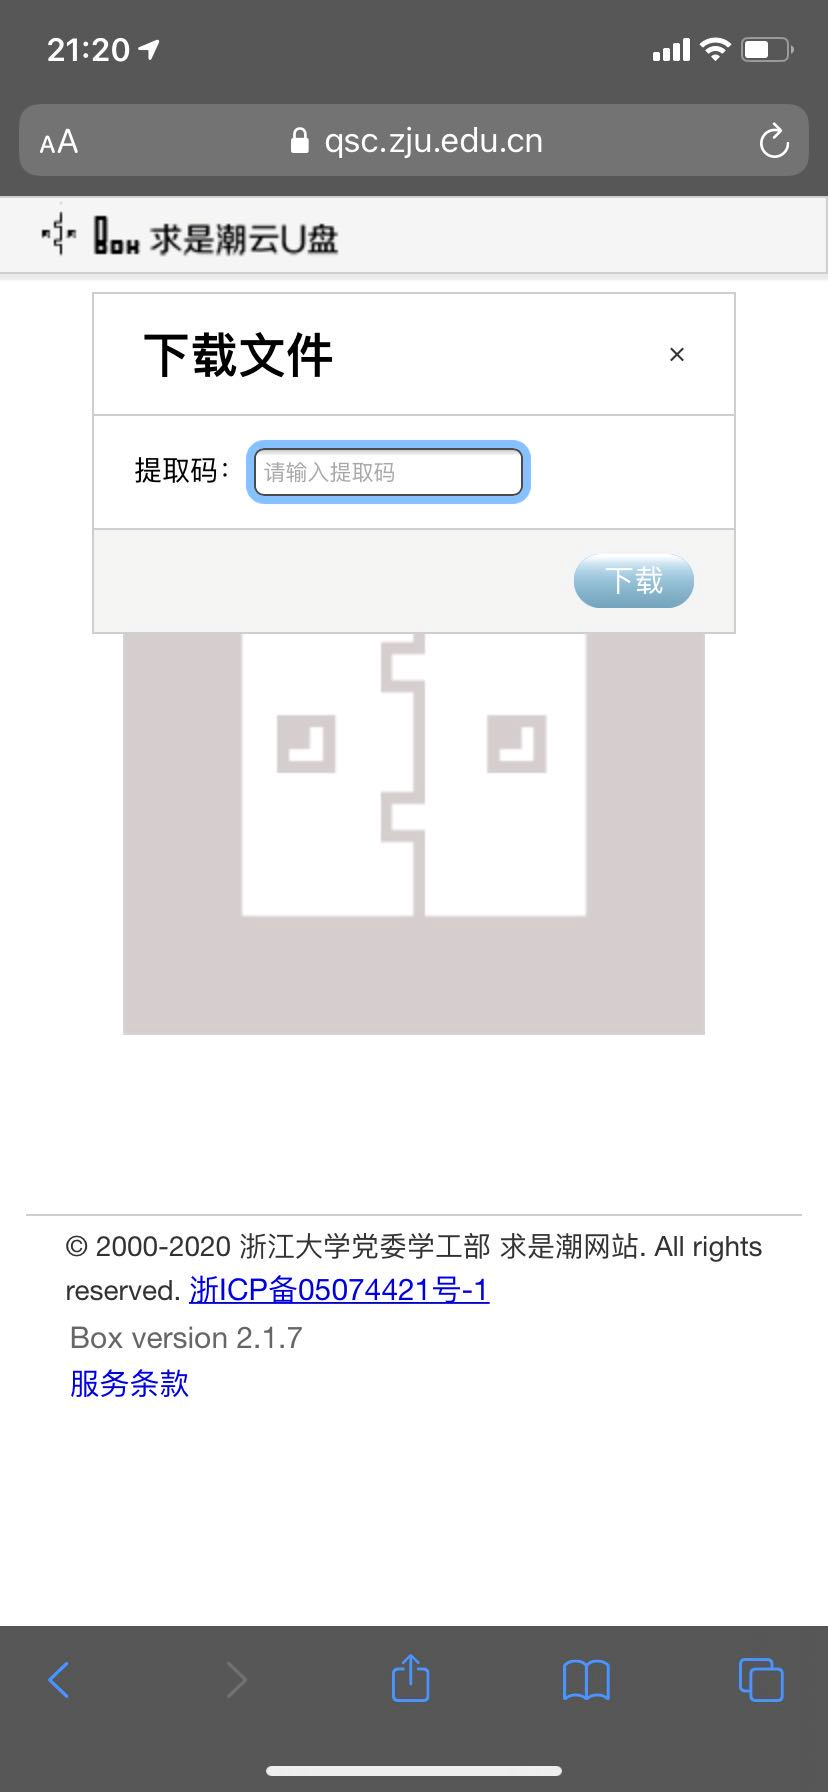 21:20
AA qsc.zju.edu.cn
Box 求是潮云U盘
下载文件 ×
提取码： 请输入提取码
下载
© 2000-2020 浙江大学党委学工部 求是潮网站. All rights
reserved. 浙ICP备05074421号-1
Box version 2.1.7
服务条款